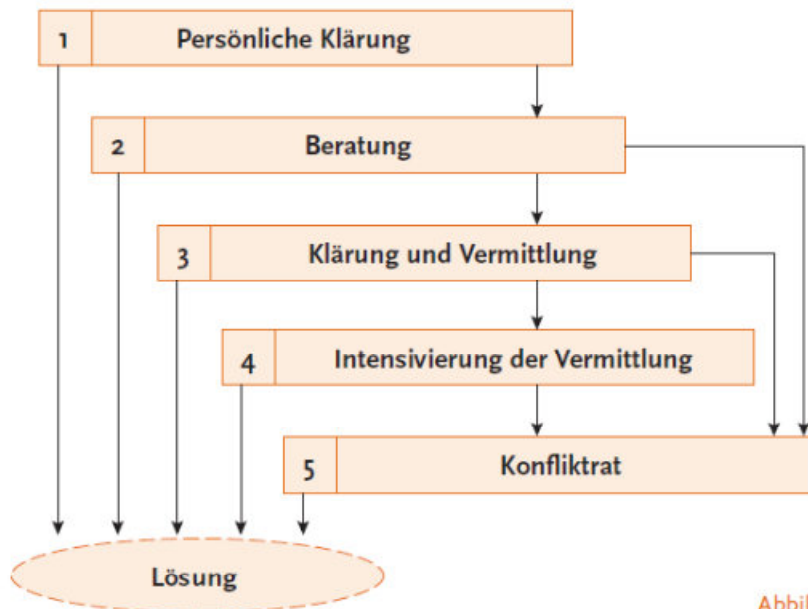 1 Persönliche Klärung
2 Beratung
3 Klärung und Vermittlung
4 Intensivierung der Vermittlung
5 Konfliktrat
Lösung